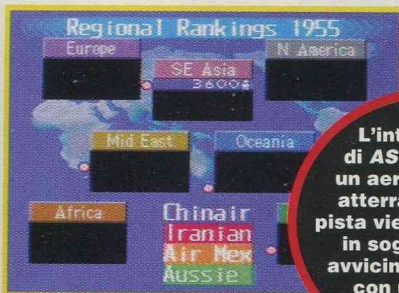 Regional Rankings 1955
Europe
N America
SE Asia
3600
Mid East
Oceania
Africa
Chinair
Iranian
Air Mex
Aussie
L'int
di AS
un aer
atterra
pista vie
in sog
avvicin
con